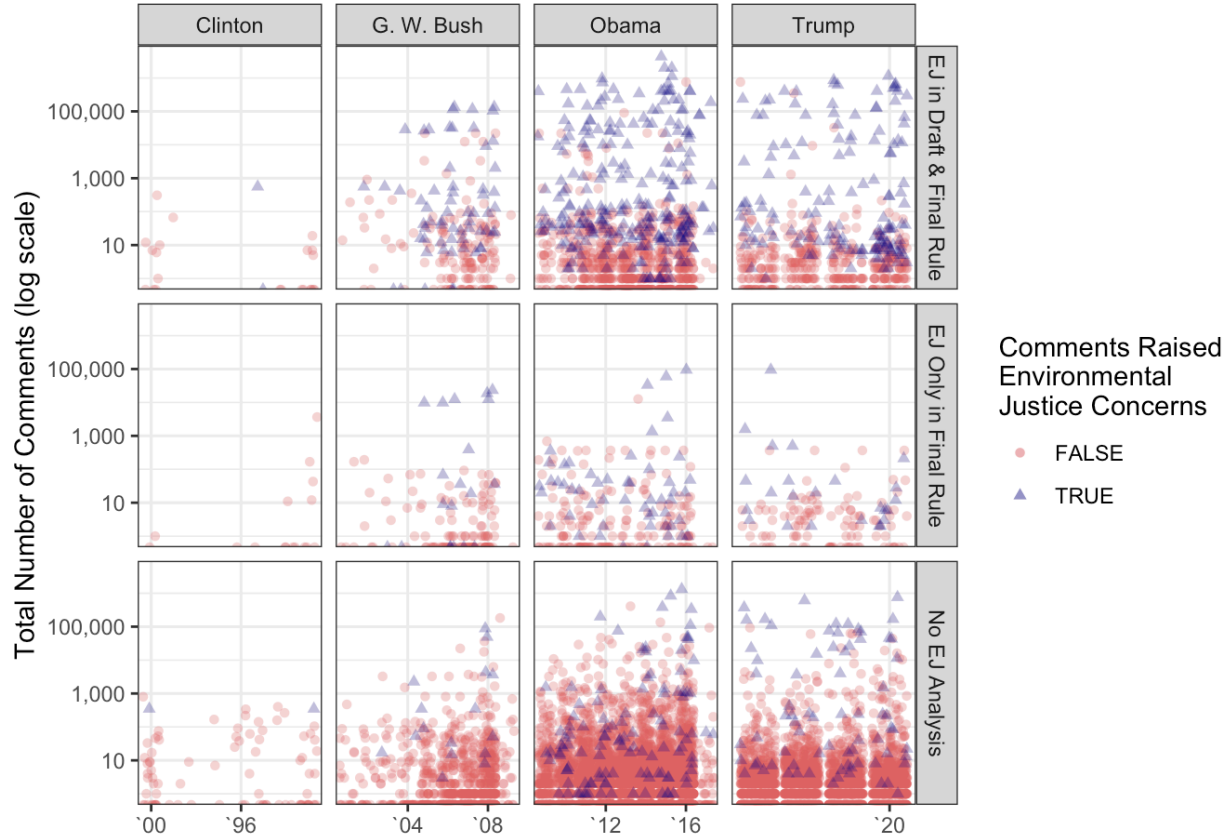 Clinton
G. W. Bush
Obama
Trump
Total Number of Comments (log scale)
100,000
1,000
10
EJ in Draft & Final Rule
100,000
1,000
10
EJ Only in Final Rule
100,000
1,000
10
No EJ Analysis
`00
`96
`04
`08
`12
`16
`20
Comments Raised
Environmental
Justice Concerns
FALSE
TRUE